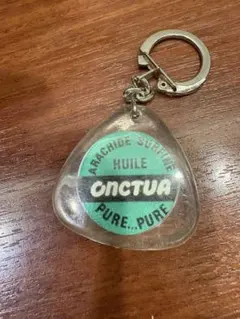 ARACHIDE SURFINE
HUILE
ONCTUA
PURE...PURE